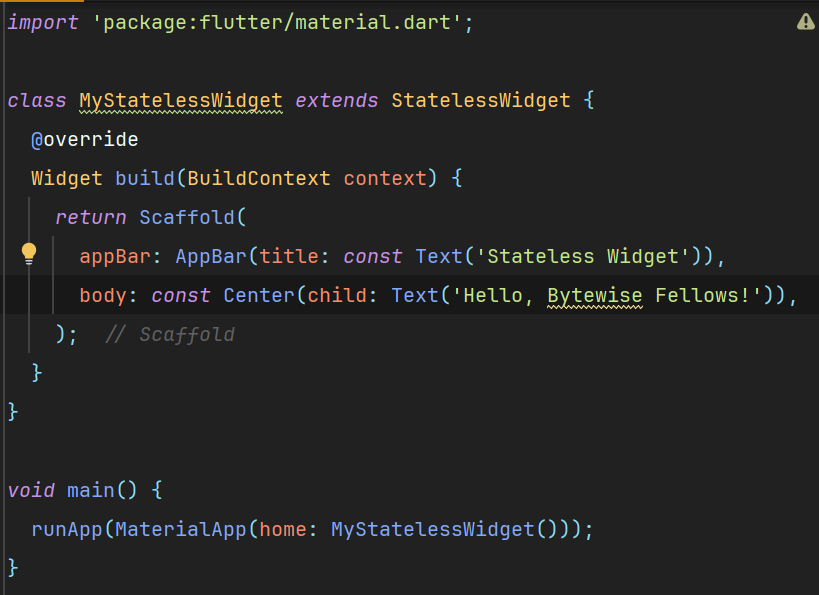 import 'package:flutter/material.dart';
class MyStatelessWidget extends StatelessWidget {
@override
Widget build(BuildContext context) {
return Scaffold(
appBar: AppBar(title: const Text('Stateless Widget')),
body: const Center(child: Text('Hello, Bytewise Fellows!')),
); // Scaffold
}
}
void main() {
runApp(MaterialApp(home: MyStatelessWidget()));
}